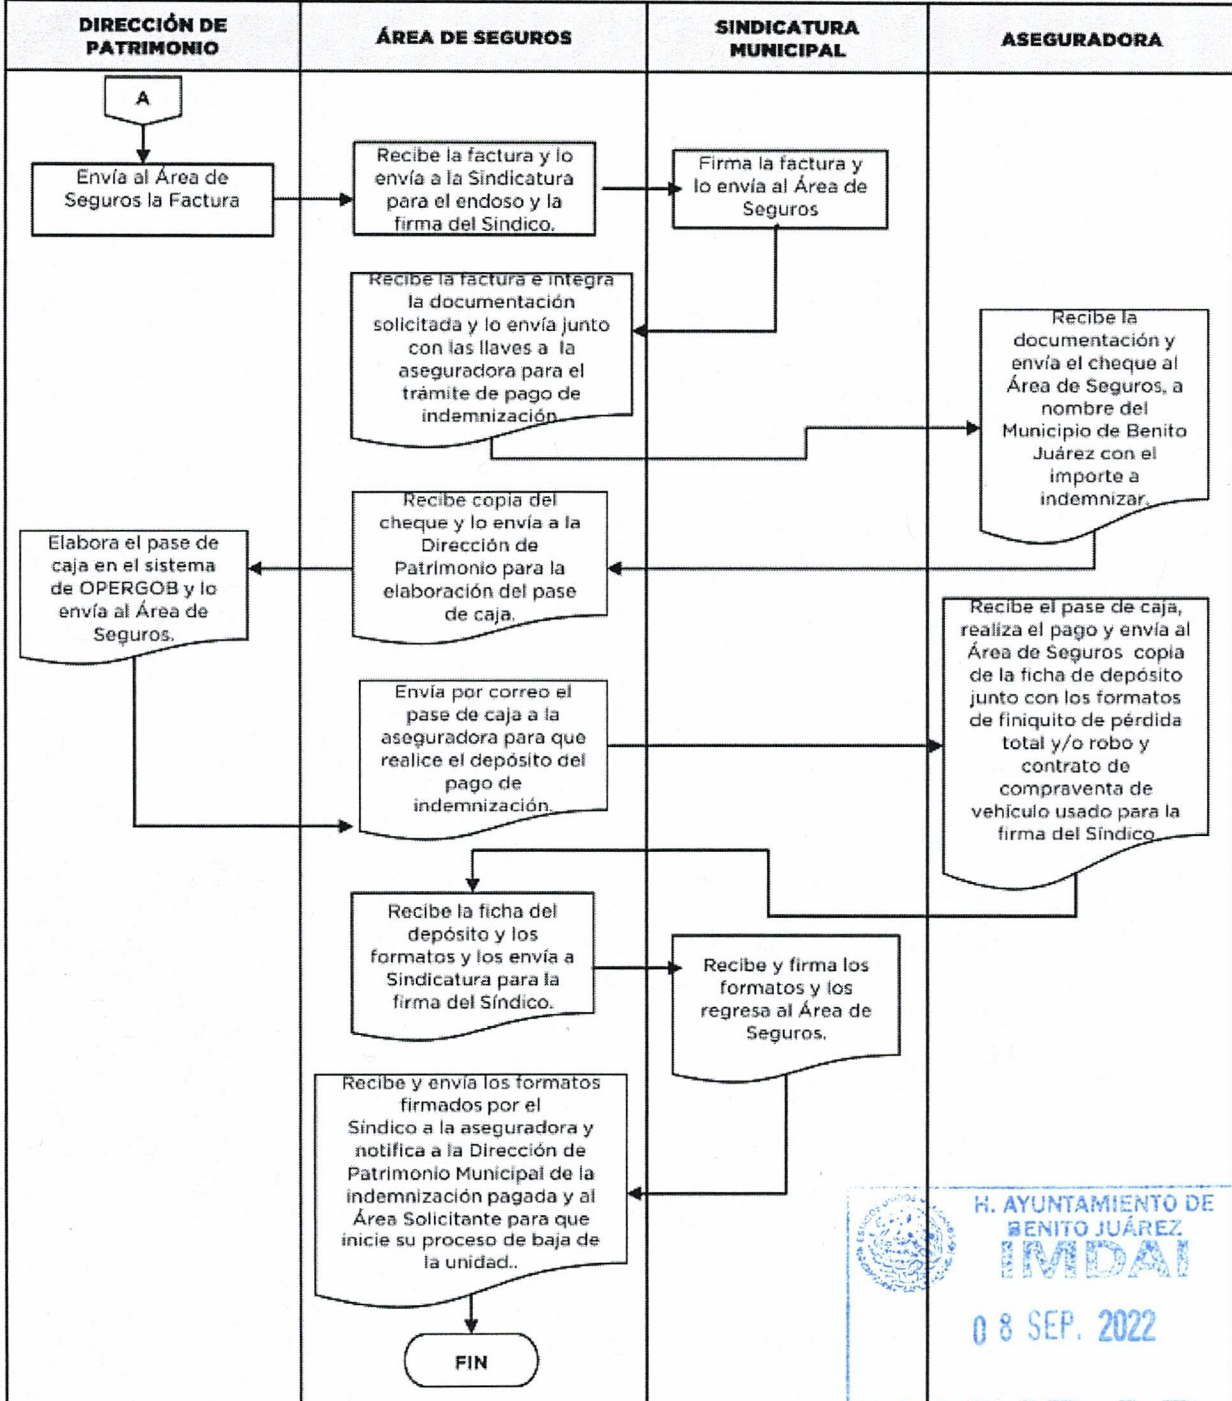 DIRECCIÓN DE
PATRIMONIO
ÁREA DE SEGUROS
SINDICATURA
MUNICIPAL
ASEGURADORA
A
Envía al Área de
Seguros la Factura
Recibe la factura y lo
envía a la Sindicatura
para el endoso y la
firma del Sindico.
Firma la factura y
lo envía al Área de
Seguros
Recibe la factura e integra
la documentación
solicitada y lo envía junto
con las llaves a la
aseguradora para el
trámite de pago de
indemnización.
Recibe la
documentación y
envía el cheque al
Área de Seguros, a
nombre del
Municipio de Benito
Juárez con el
importe a
indemnizar.
Recibe copia del
cheque y lo envía a la
Dirección de
Patrimonio para la
elaboración del pase
de caja.
Elabora el pase de
caja en el sistema
de OPERGOB y lo
envía al Área de
Seguros.
Envía por correo el
pase de caja a la
aseguradora para que
realice el depósito del
pago de
indemnización.
Recibe el pase de caja,
realiza el pago y envía al
Área de Seguros copia
de la ficha de depósito
junto con los formatos
de finiquito de pérdida
total y/o robo y
contrato de
compraventa de
vehículo usado para la
firma del Síndico
Recibe la ficha del
depósito y los
formatos y los envía a
Sindicatura para la
firma del Síndico.
Recibe y firma los
formatos y los
regresa al Área de
Seguros.
Recibe y envía los formatos
firmados por el
Síndico a la aseguradora y
notifica a la Dirección de
Patrimonio Municipal de la
indemnización pagada y al
Área Solicitante para que
inicie su proceso de baja de
la unidad..
FIN
H. AYUNTAMIENTO DE
BENITO JUÁREZ
IMDAI
08 SEP. 2022